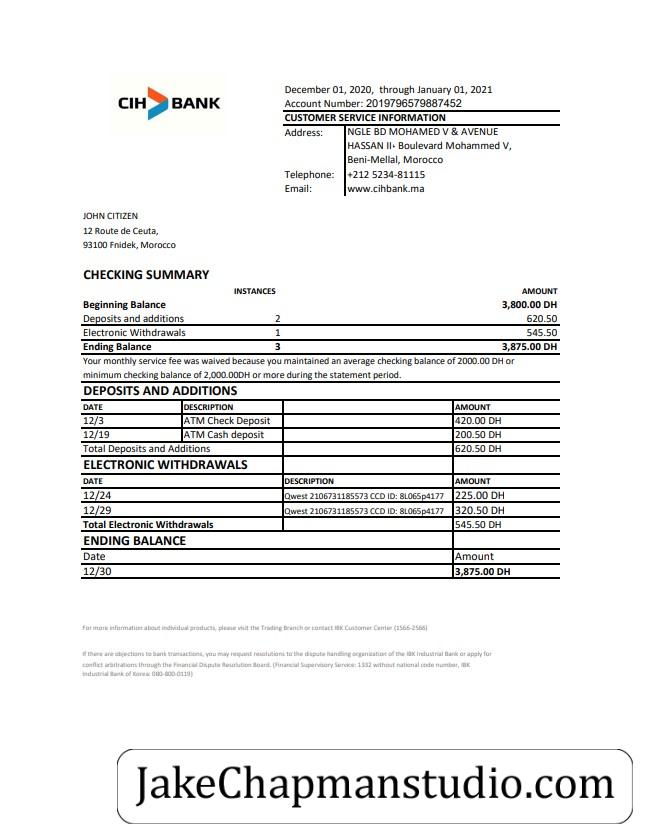 CIH BANK
December 01, 2020, through January 01, 2021
Account Number: 2019796579887452
CUSTOMER SERVICE INFORMATION
Address: NGLE BD MOHAMED V & AVENUE
HASSAN II، Boulevard Mohammed V,
Beni-Mellal, Morocco
Telephone: +212 5234-81115
Email: www.cihbank.ma
JOHN CITIZEN
12 Route de Ceuta,
93100 Fnidek, Morocco
CHECKING SUMMARY
INSTANCES AMOUNT
Beginning Balance 3,800.00 DH
Deposits and additions 2 620.50
Electronic Withdrawals 1 545.50
Ending Balance 3 3,875.00 DH
Your monthly service fee was waived because you maintained an average checking balance of 2000.00 DH or
minimum checking balance of 2,000.00DH or more during the statement period.
DEPOSITS AND ADDITIONS
DATE DESCRIPTION AMOUNT
12/3 ATM Check Deposit 420.00 DH
12/19 ATM Cash deposit 200.50 DH
Total Deposits and Additions 620.50 DH
ELECTRONIC WITHDRAWALS
DATE DESCRIPTION AMOUNT
12/24 Qwest 2106731185573 CCD ID: 8L065p4177 225.00 DH
12/29 Qwest 2106731185573 CCD ID: 8L065p4177 320.50 DH
Total Electronic Withdrawals 545.50 DH
ENDING BALANCE
Date Amount
12/30 3,875.00 DH
For more information about individual products, please visit the Trading Branch or contact IBK Customer Center (1566-2566)
If there are objections to bank transactions, you may request resolutions to the dispute handling organization of the IBK Industrial Bank or apply for
conflict arbitrations through the Financial Dispute Resolution Board. (Financial Supervisory Service: 1332 without national code number, IBK
Industrial Bank of Korea: 080-800-0119)
JakeChapmanstudio.com